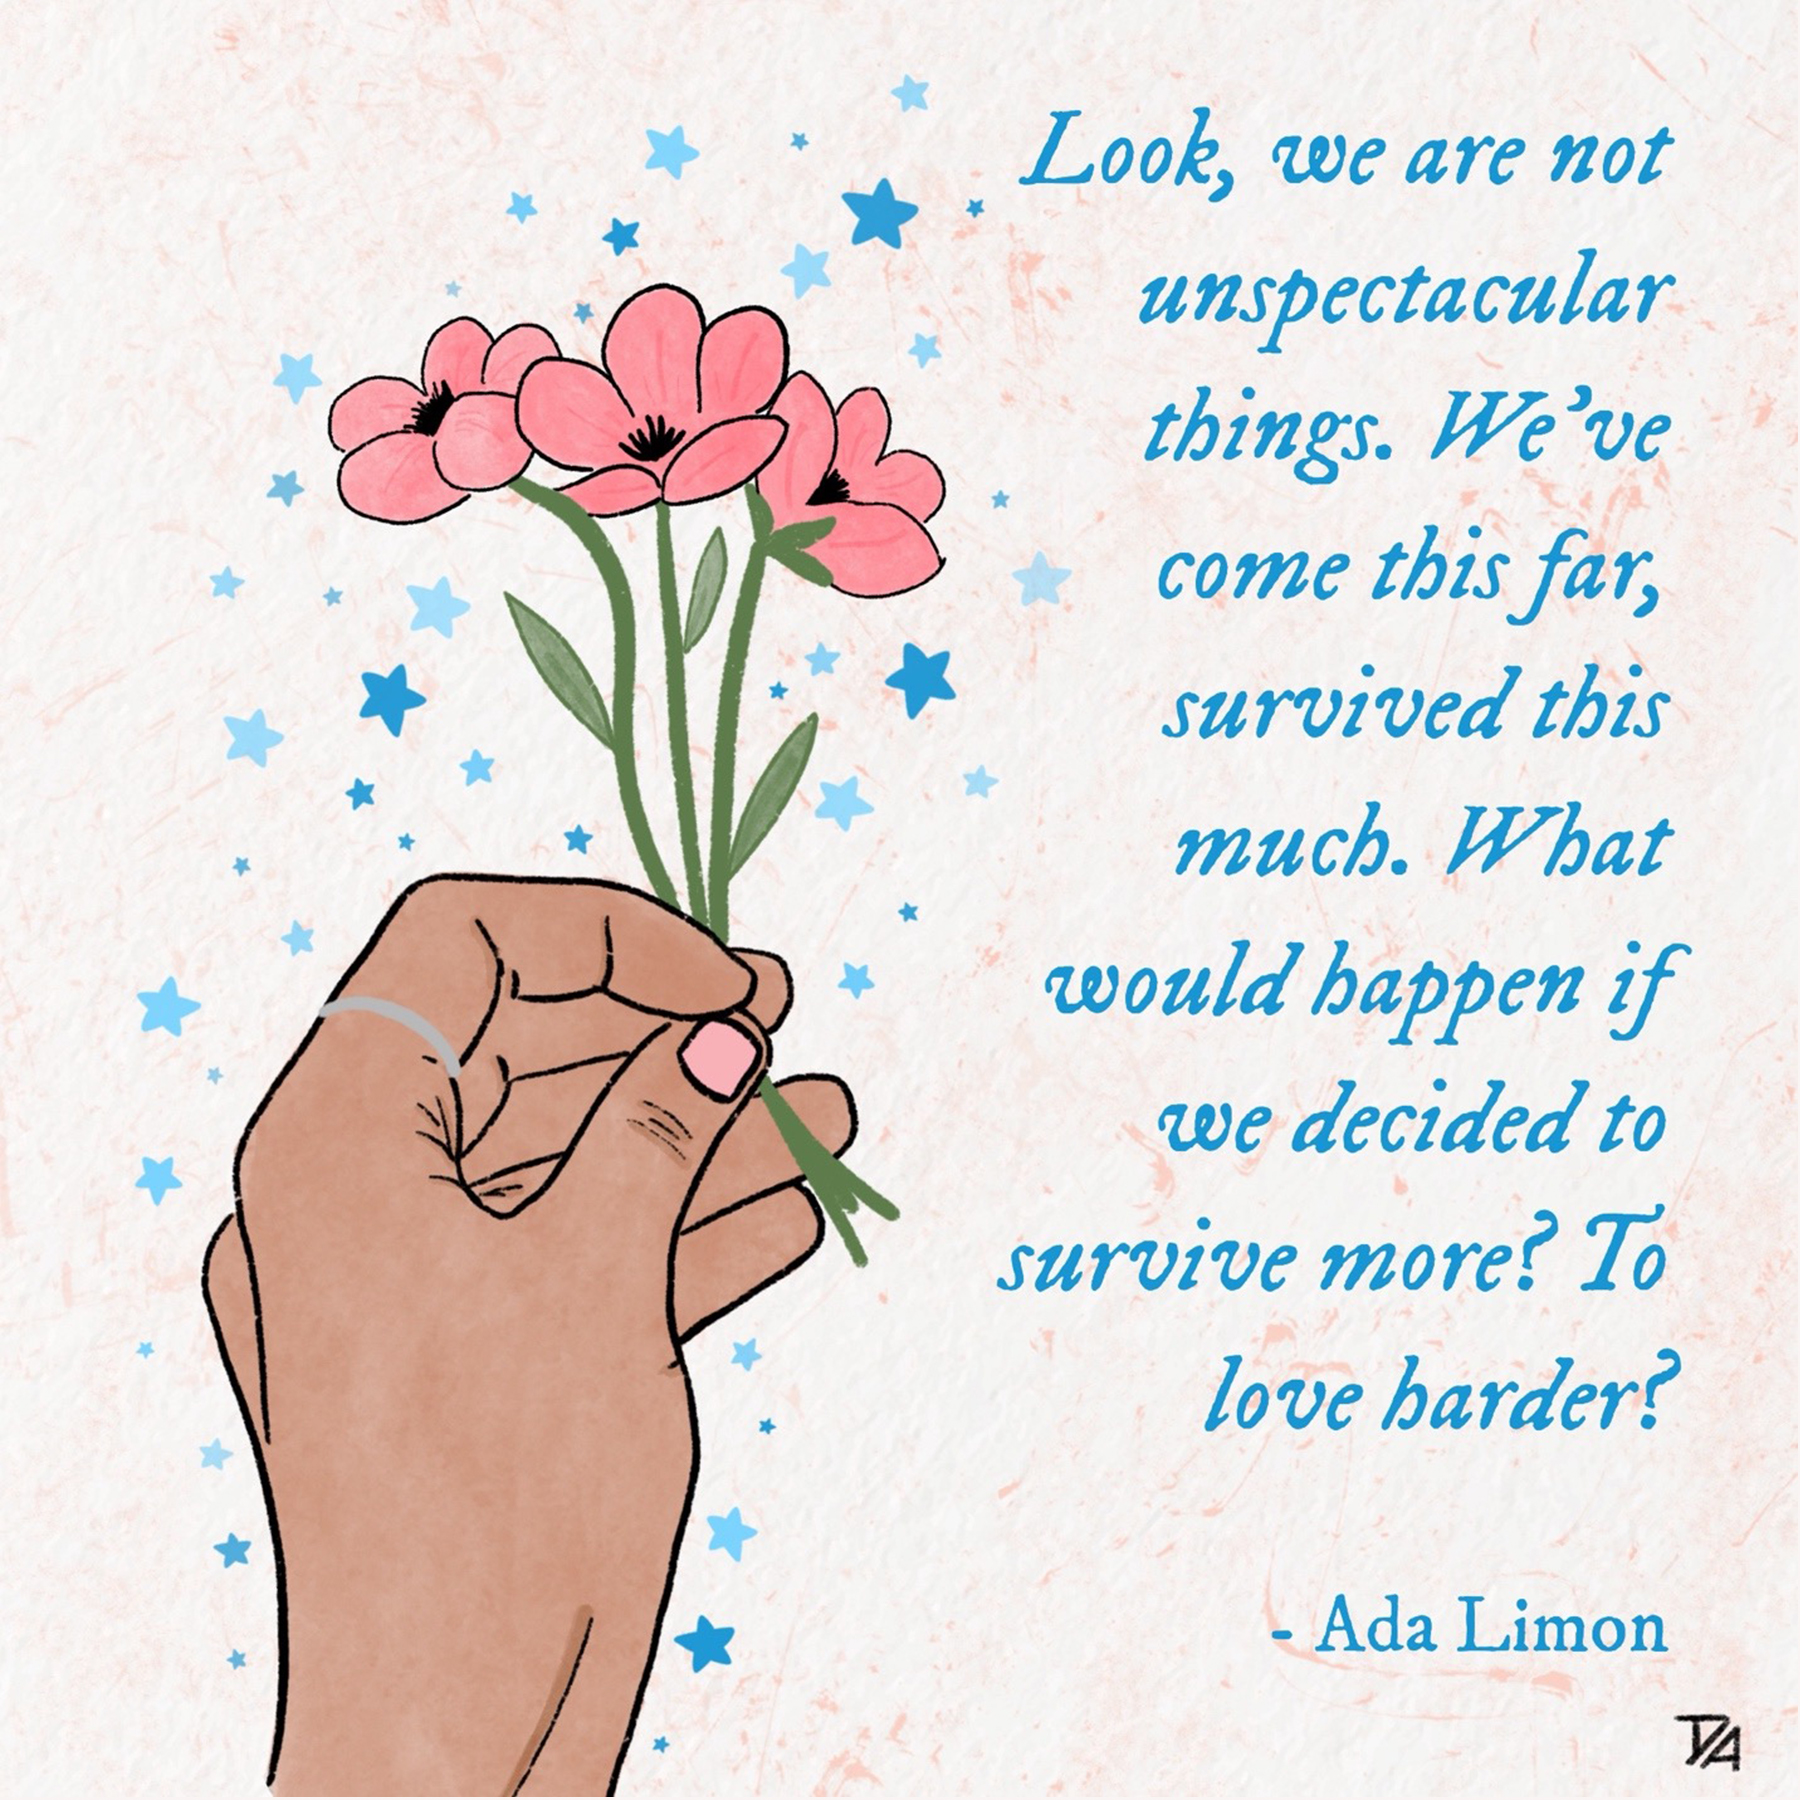 Look, we are not
unspectacular
things. We've
come this far,
survived this
much. What
would happen if
we decided to
survive more? To
love harder?
- Ada Limon